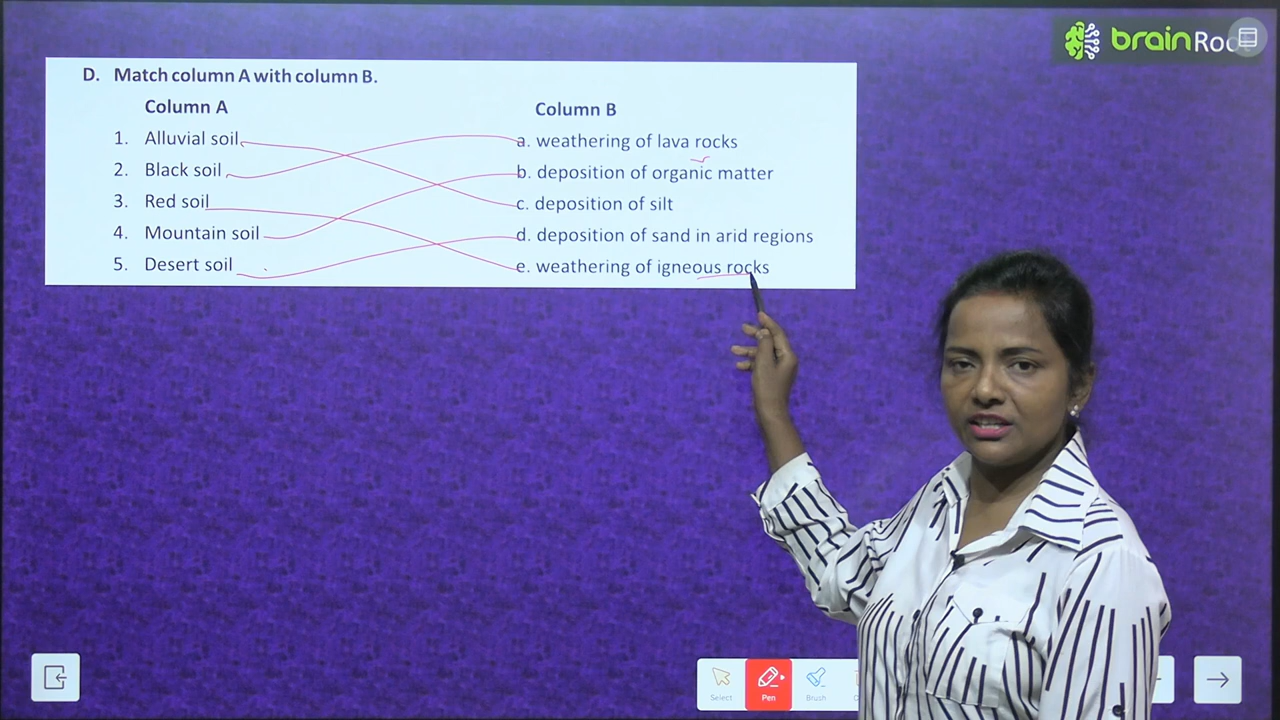 brainRoo
D. Match column A with column B.
Column A Column B
1. Alluvial soil a. weathering of lava rocks
2. Black soil b. deposition of organic matter
3. Red soil c. deposition of silt
4. Mountain soil d. deposition of sand in arid regions
5. Desert soil e. weathering of igneous rocks
Select Pen Brush